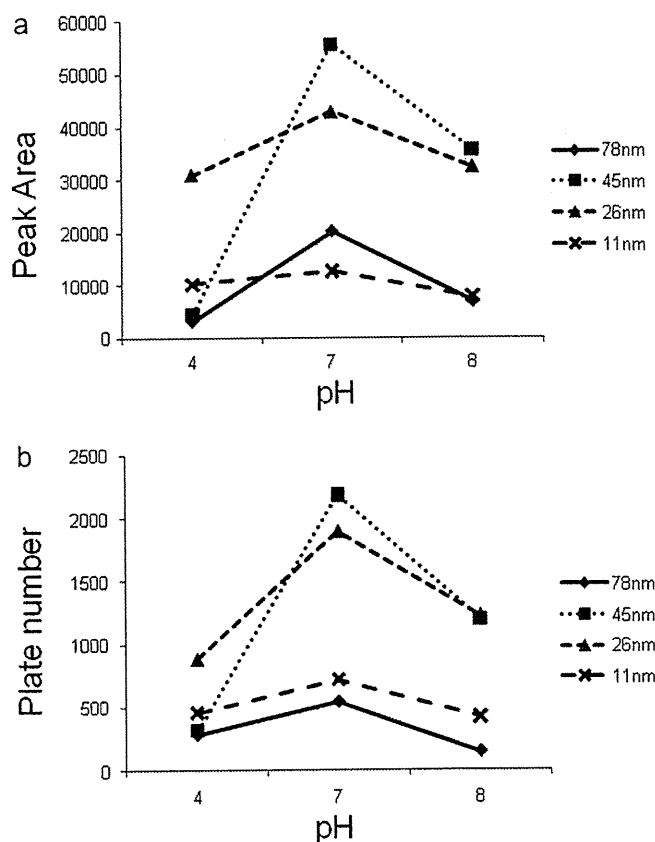 a
60000
50000
40000
30000
20000
10000
0
Peak Area
4 7 8
pH
78nm
45nm
26nm
11nm
b
2500
2000
1500
1000
500
0
Plate number
4 7 8
pH
78nm
45nm
26nm
11nm